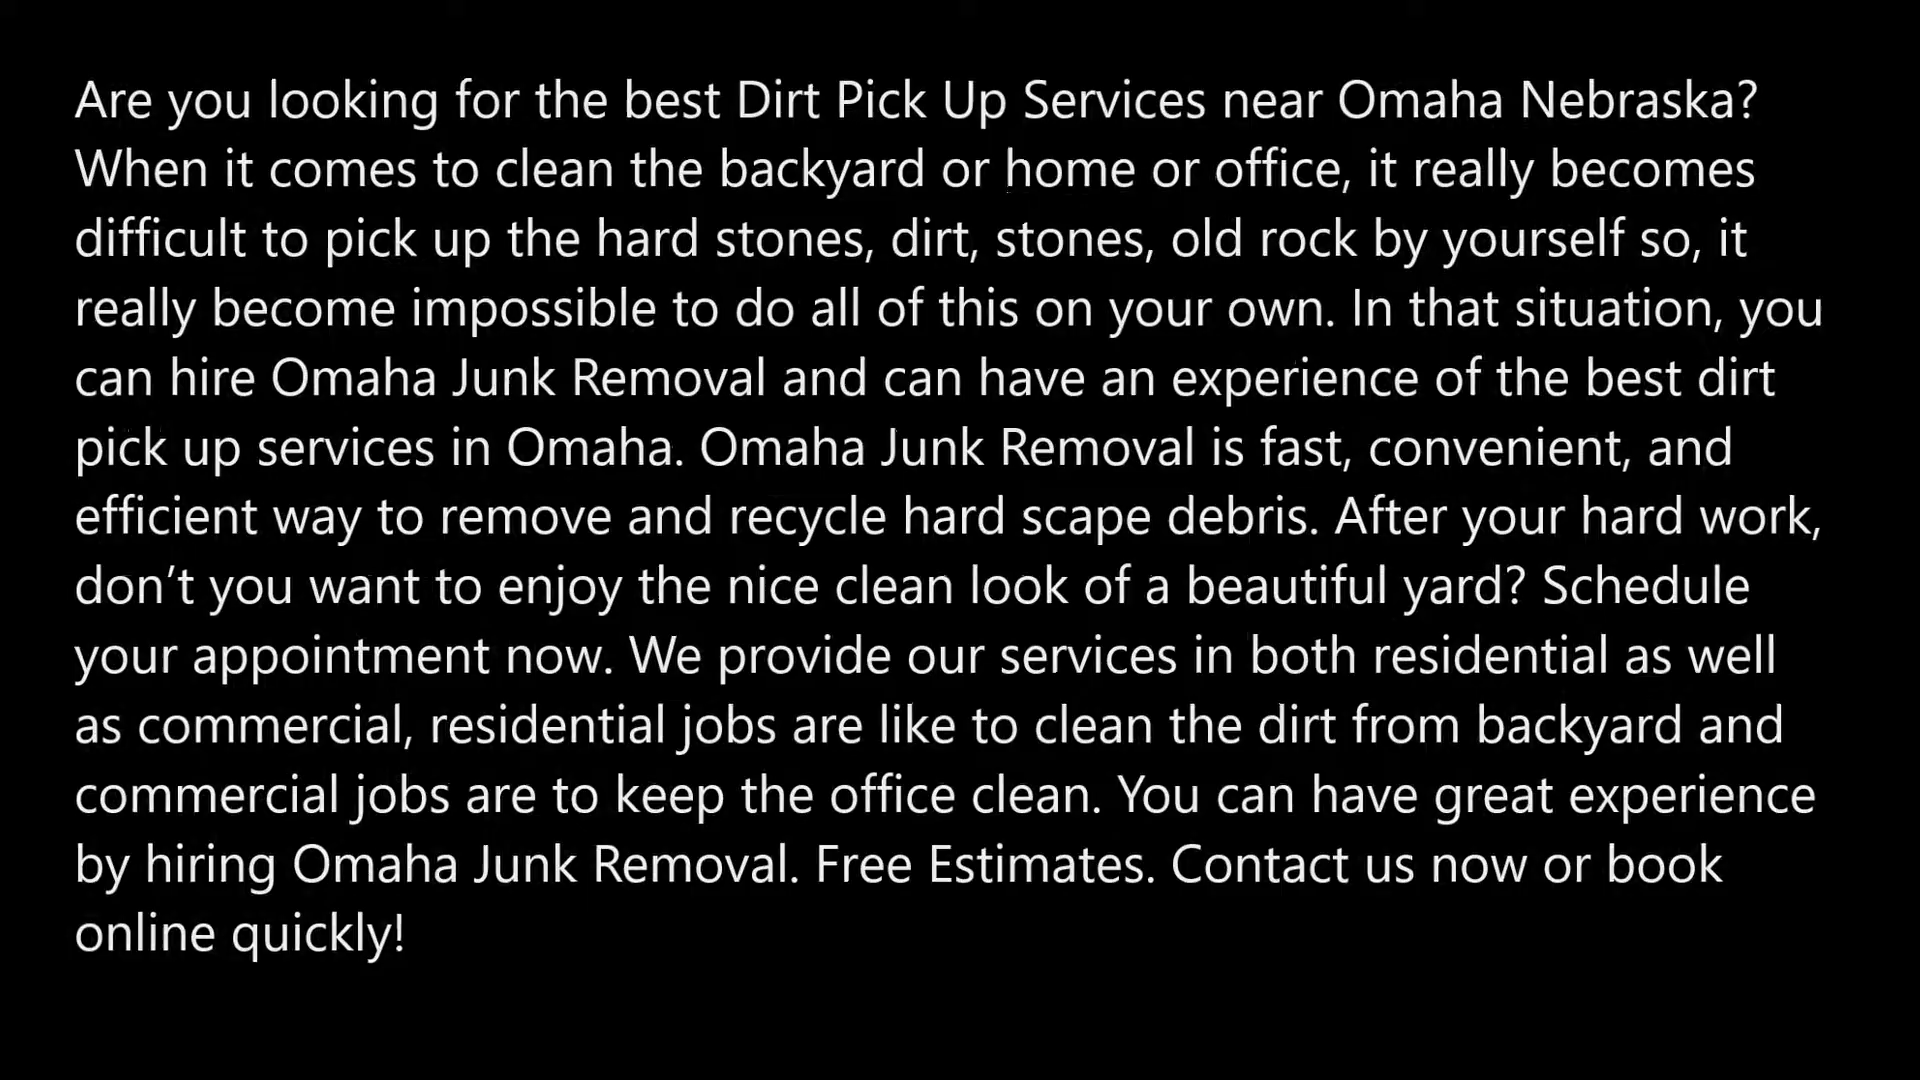 Are you looking for the best Dirt Pick Up Services near Omaha Nebraska?
When it comes to clean the backyard or home or office, it really becomes
difficult to pick up the hard stones, dirt, stones, old rock by yourself so, it
really become impossible to do all of this on your own. In that situation, you
can hire Omaha Junk Removal and can have an experience of the best dirt
pick up services in Omaha. Omaha Junk Removal is fast, convenient, and
efficient way to remove and recycle hard scape debris. After your hard work,
don’t you want to enjoy the nice clean look of a beautiful yard? Schedule
your appointment now. We provide our services in both residential as well
as commercial, residential jobs are like to clean the dirt from backyard and
commercial jobs are to keep the office clean. You can have great experience
by hiring Omaha Junk Removal. Free Estimates. Contact us now or book
online quickly!